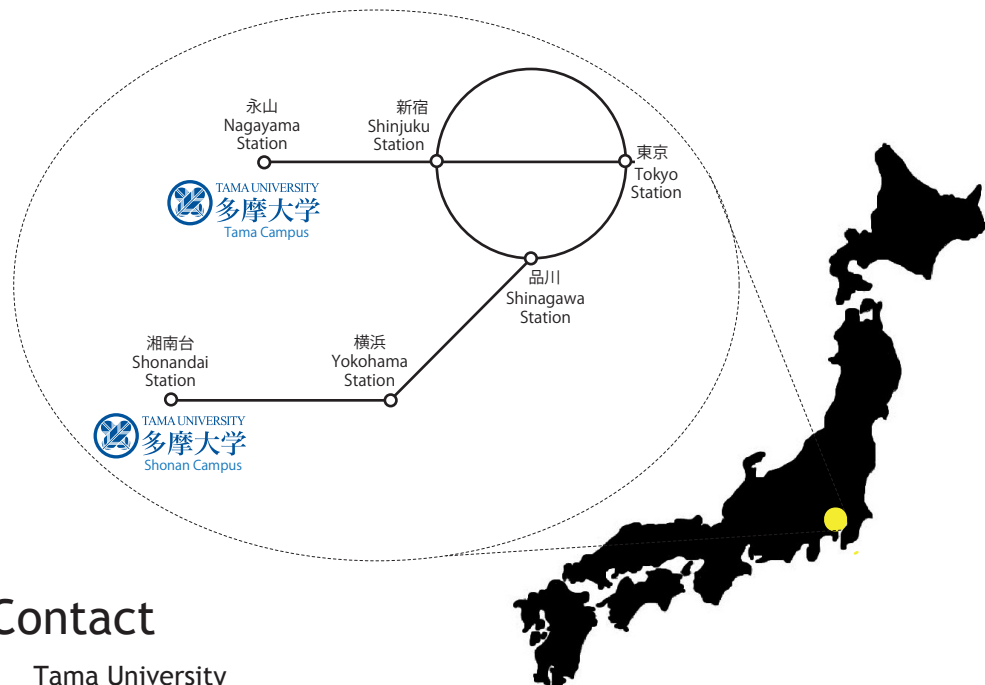 永山
Nagayama
Station
新宿
Shinjuku
Station
東京
Tokyo
Station
TAMA UNIVERSITY
多摩大学
Tama Campus
品川
Shinagawa
Station
湘南台
Shonandai
Station
横浜
Yokohama
Station
TAMA UNIVERSITY
多摩大学
Shonan Campus
Contact
Tama University